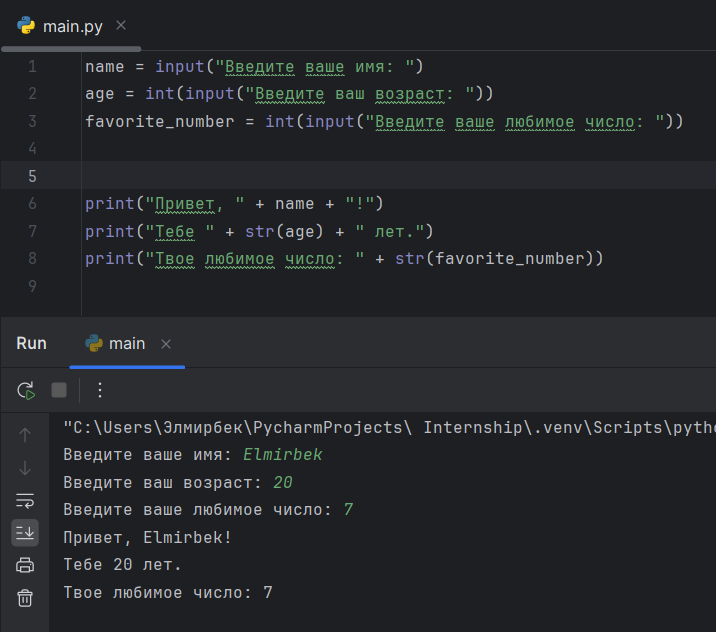 main.py
1 name = input("Введите ваше имя: ")
2 age = int(input("Введите ваш возраст: "))
3 favorite_number = int(input("Введите ваше любимое число: "))
4
5
6 print("Привет, " + name + "!")
7 print("Тебе " + str(age) + " лет.")
8 print("Твое любимое число: " + str(favorite_number))
9
Run main
"C:\Users\Элмирбек\PycharmProjects\ Internship\.venv\Scripts\pytho
Введите ваше имя: Elmirbek
Введите ваш возраст: 20
Введите ваше любимое число: 7
Привет, Elmirbek!
Тебе 20 лет.
Твое любимое число: 7